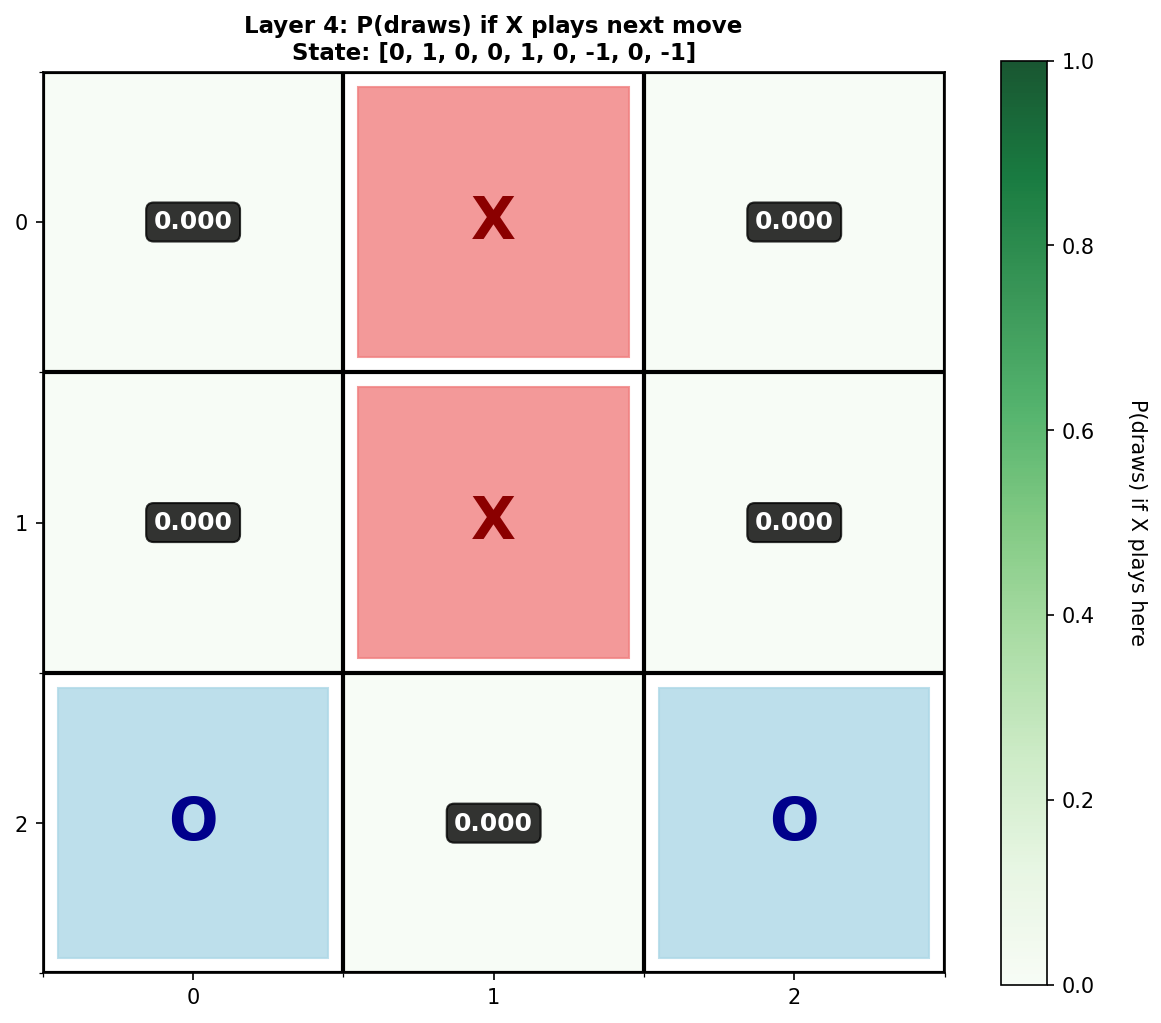 Layer 4: P(draws) if X plays next move
State: [0, 1, 0, 0, 1, 0, -1, 0, -1]
0.000 X 0.000
0.000 X 0.000
O 0.000 O
0
1
2
0 1 2
1.0
0.8
0.6
0.4
0.2
0.0
P(draws) if X plays here